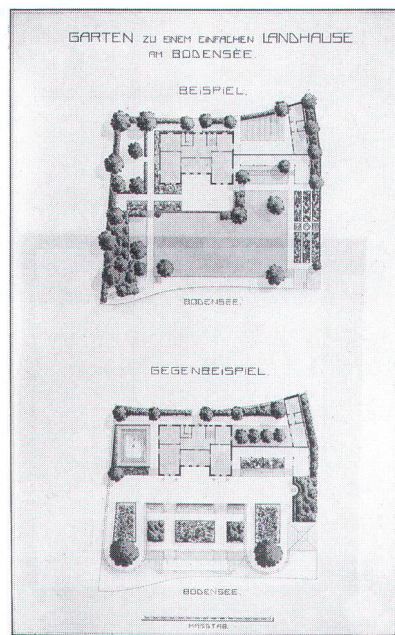 GARTEN ZU EINEM EINFACHEN LANDHAUSE
AM BODENSEE.
BEISPIEL.
BODENSEE.
GEGENBEISPIEL.
BODENSEE.
MASSTAB.